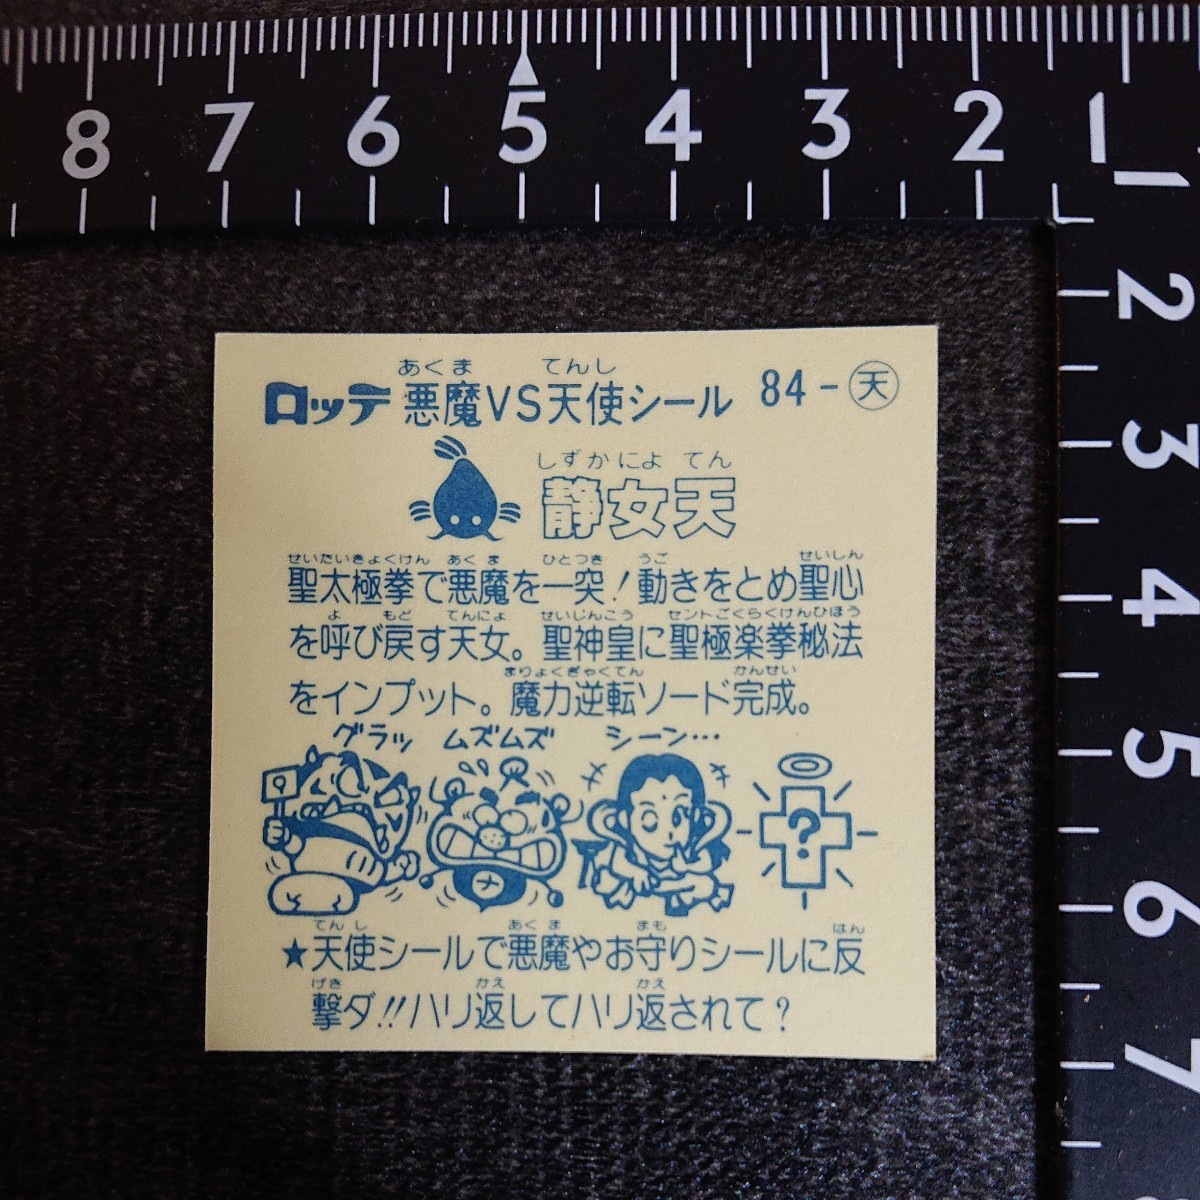 8 7 6 5 4 3 2 1
1
2
3
4
5
6
7
あくま てんし
ロッテ 悪魔VS天使シール 84-㊝
しずかによてん
静女天
せいたいきょくけん あくま ひとつき うご せいしん
聖太極拳で悪魔を一突!動きをとめ聖心
よ もど てんにょ せいじんこう セントごくらくけんひほう
を呼び戻す天女。聖神皇に聖極楽拳秘法
まりょくぎゃくてん かんせい
をインプット。魔力逆転ソード完成。
グラッ ムズムズ シーン…
?
てんし あくま まも はん
★天使シールで悪魔やお守りシールに反
げき かえ かえ
撃ダ!!ハリ返してハリ返されて?